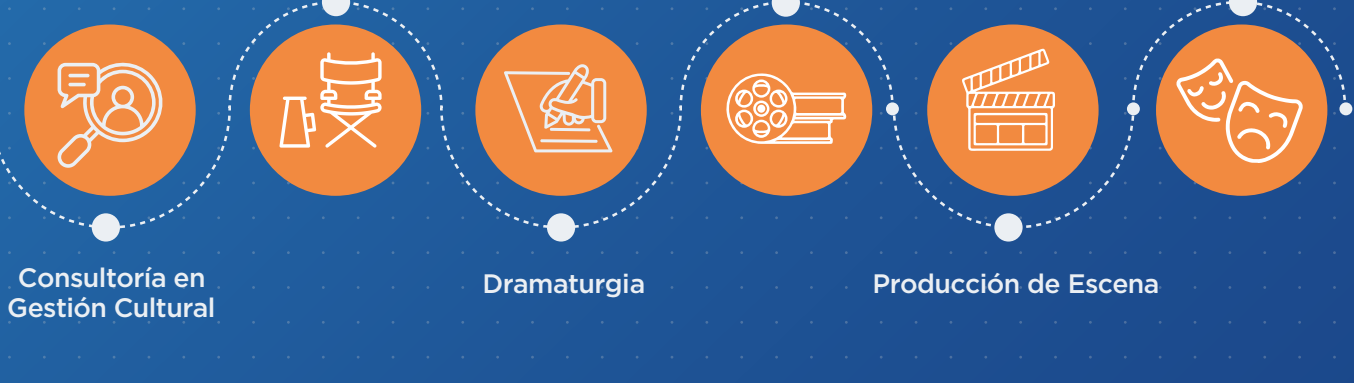 Consultoría en
Gestión Cultural
Dramaturgia
Producción de Escena